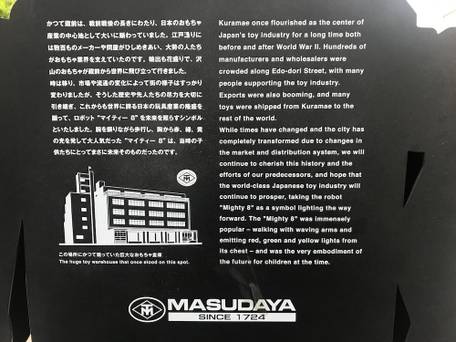 かつて蔵前は、戦前戦後の長きにわたり、日本のおもちゃ
産業の中心地として大いに賑わっていました。江戸通りに
は数百ものメーカーや問屋がひしめきあい、大勢の人たち
がおもちゃ業界を支えていたのです。輸出も花盛りで、沢
山のおもちゃが蔵前から世界に飛び立って行きました。
時は移り、市場や流通の変化によって街の様子はすっかり
変わりましたが、そうした歴史や先人たちの努力を大切に
引き継ぎ、これからも世界に誇る日本の玩具産業の隆盛を
願って、ロボット"マイティー 8"を未来を照らすシンボル
といたしました。腕を振りながら歩行し、胸から赤、緑、黄
の光を発して大人気だった"マイティー 8"は、当時の子
供たちにとってまさに未来そのものだったのです。
この場所にかつて建っていた巨大なおもちゃ倉庫
The huge toy warehouse that once stood on this spot.
Kuramae once flourished as the center of
Japan's toy industry for a long time both
before and after World War II. Hundreds of
manufacturers and wholesalers were
crowded along Edo-dori Street, with many
people supporting the toy industry.
Exports were also booming, and many
toys were shipped from Kuramae to the
rest of the world.
While times have changed and the city has
completely transformed due to changes in
the market and distribution system, we will
continue to cherish this history and the
efforts of our predecessors, and hope that
the world-class Japanese toy industry will
continue to prosper, taking the robot
"Mighty 8" as a symbol lighting the way
forward. The "Mighty 8" was immensely
popular – walking with waving arms and
emitting red, green and yellow lights from
its chest – and was the very embodiment of
the future for children at the time.
MASUDAYA
SINCE 1724